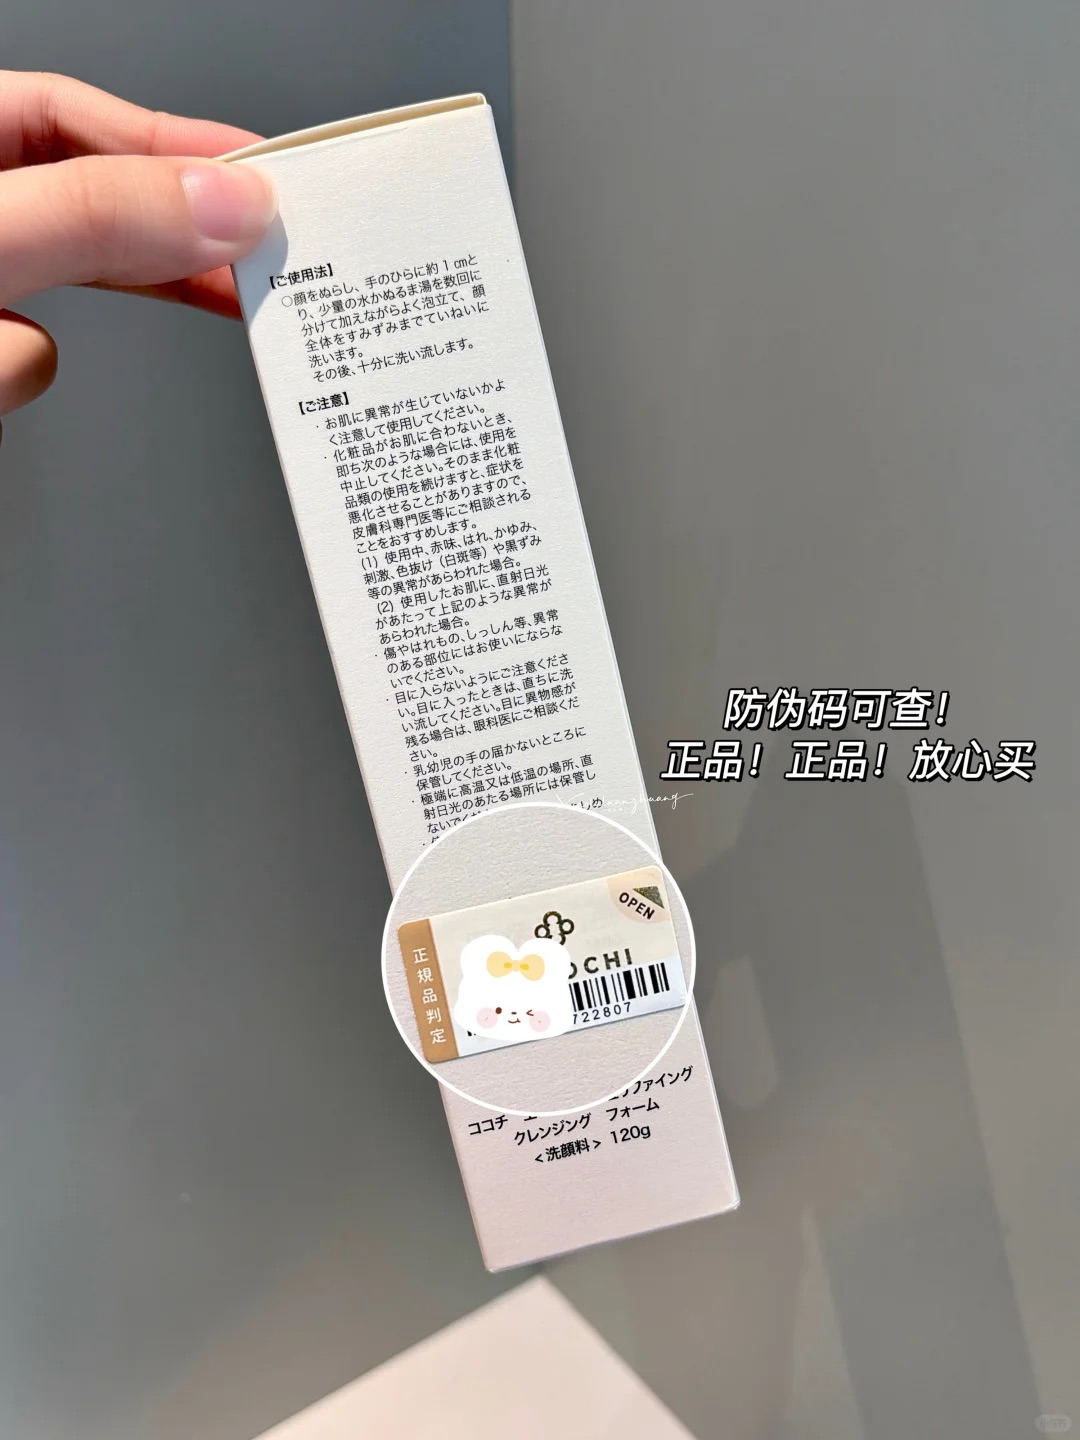 【ご使用法】
○顔をぬらし、手のひらに約1cmと
り、少量の水かぬるま湯を数回に
分けて加えながらよく泡立て、顔
全体をすみずみまでていねいに
洗います。
その後、十分に洗い流します。
【ご注意】
・お肌に異常が生じていないかよ
く注意して使用してください。
・化粧品がお肌に合わないとき、
即ち次のような場合には、使用を
中止してください。そのまま化粧
品類の使用を続けますと、症状を
悪化させることがありますので、
皮膚科専門医等にご相談される
ことをおすすめします。
(1) 使用中、赤味、はれ、かゆみ、
刺激、色抜け（白斑等）や黒ずみ
等の異常があらわれた場合。
(2) 使用したお肌に、直射日光
があたって上記のような異常が
あらわれた場合。
・傷やはれもの、しっしん等、異常
のある部位にはお使いにならな
いでください。
・目に入らないようにご注意くださ
い。目に入ったときは、直ちに洗
い流してください。目に異物感が
残る場合は、眼科医にご相談くだ
さい。
・乳幼児の手の届かないところに
保管してください。
・極端に高温又は低温の場所、直
射日光のあたる場所には保管し
ないでく
防伪码可查！
正品！正品！放心买
正規品判定
OPEN
OCHI
722807
ココチ ファイング
クレンジング フォーム
<洗顔料> 120g